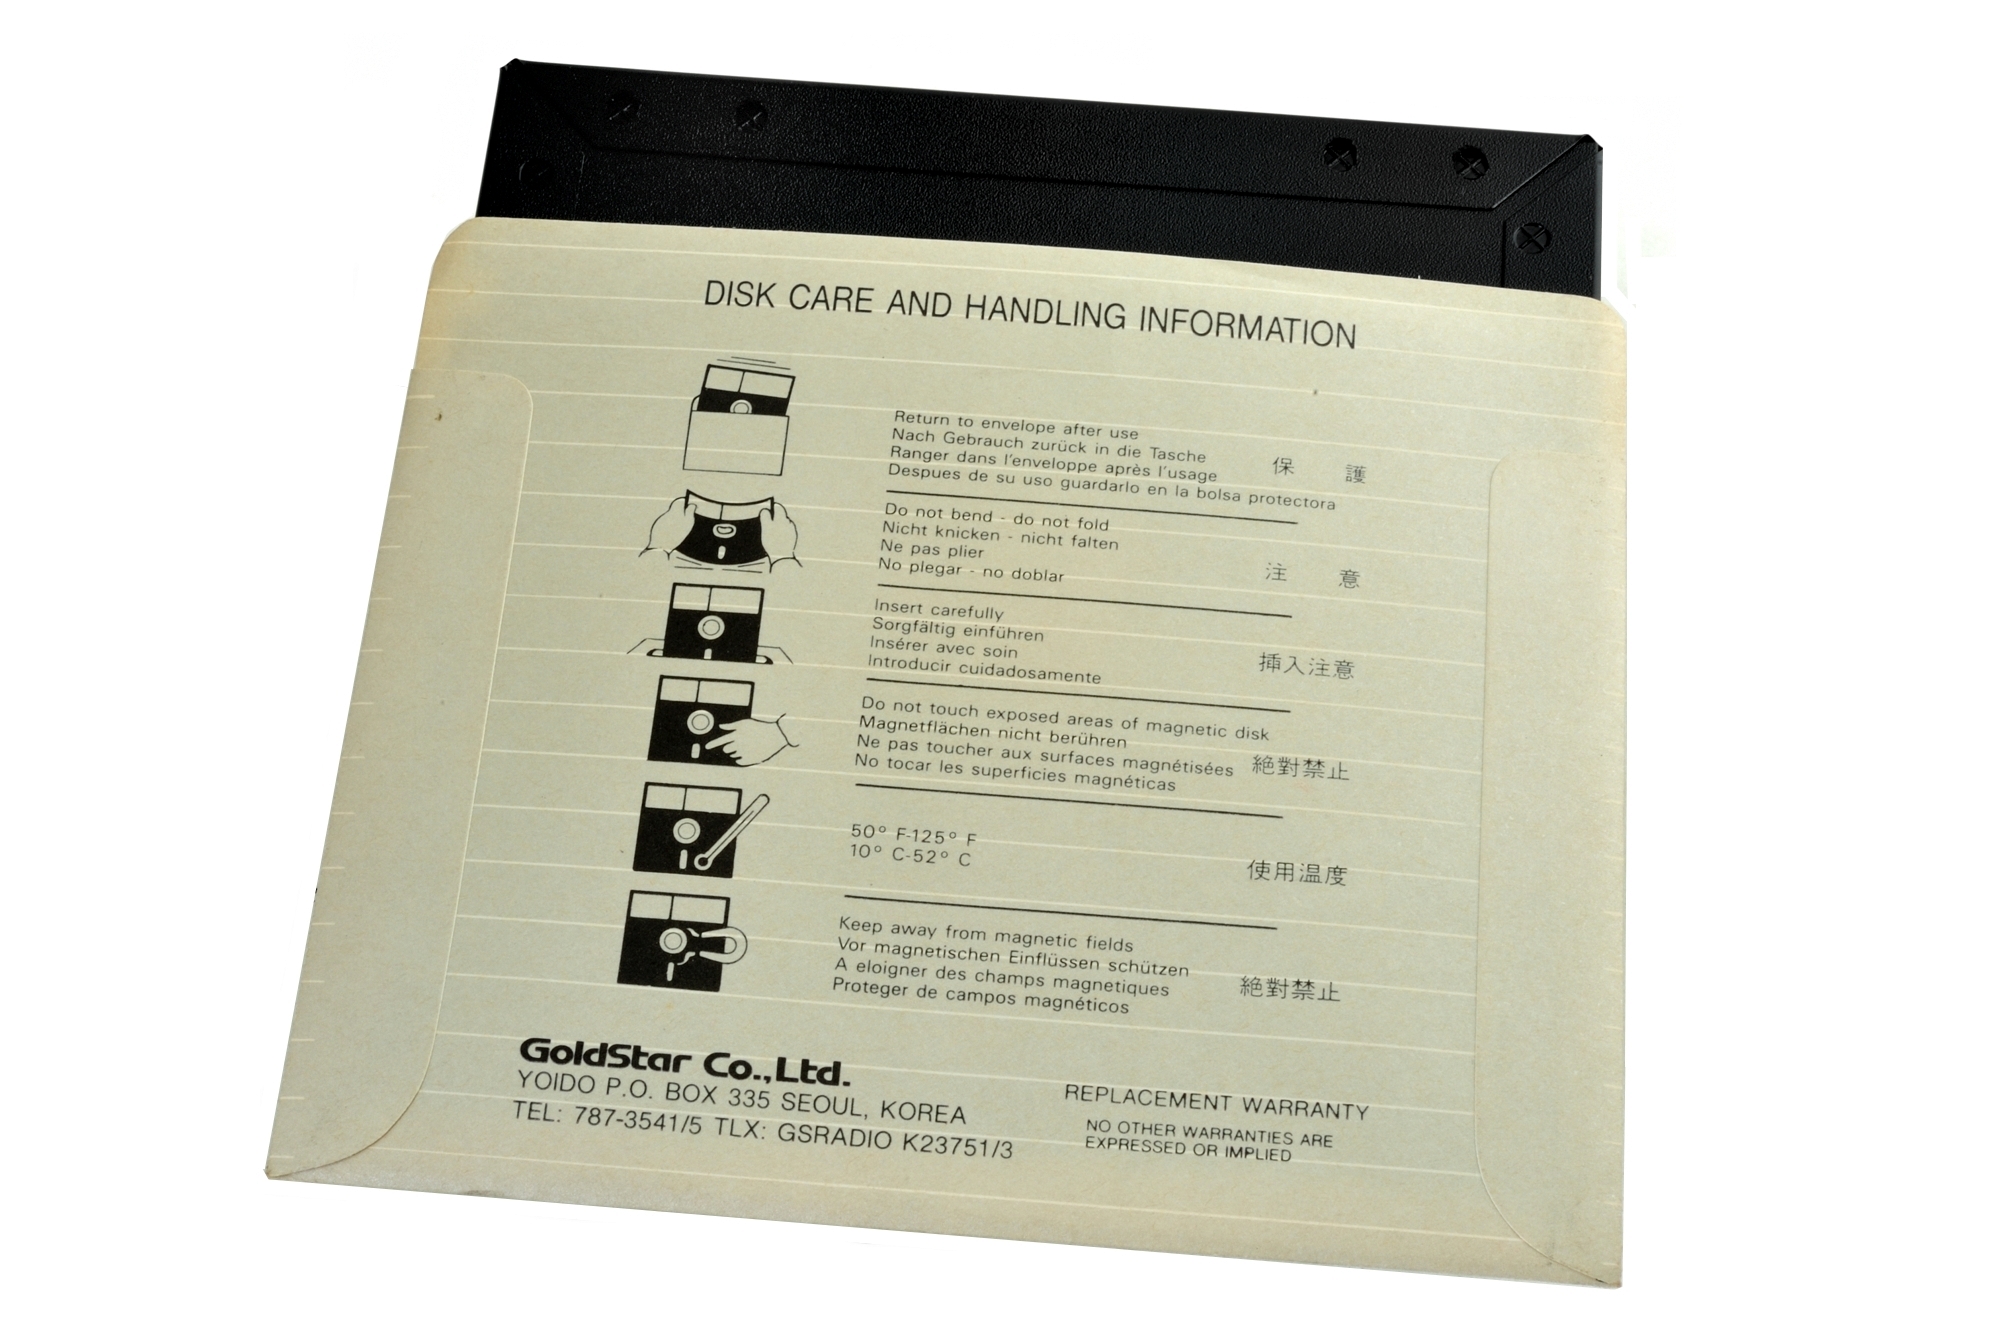 DISK CARE AND HANDLING INFORMATION
Return to envelope after use
Nach Gebrauch zurück in die Tasche
Ranger dans l'enveloppe après l'usage
Despues de su uso guardarlo en la bolsa protectora
保 護
Do not bend - do not fold
Nicht knicken - nicht falten
Ne pas plier
No plegar - no doblar
注 意
Insert carefully
Sorgfältig einführen
Insérer avec soin
Introducir cuidadosamente
挿入注意
Do not touch exposed areas of magnetic disk
Magnetflächen nicht berühren
Ne pas toucher aux surfaces magnétisées
No tocar les superficies magnéticas
絶對禁止
50° F-125° F
10° C-52° C
使用温度
Keep away from magnetic fields
Vor magnetischen Einflüssen schützen
A eloigner des champs magnetiques
Proteger de campos magnéticos
絶對禁止
GoldStar Co.,Ltd.
YOIDO P.O. BOX 335 SEOUL, KOREA
TEL: 787-3541/5 TLX: GSRADIO K23751/3
REPLACEMENT WARRANTY
NO OTHER WARRANTIES ARE
EXPRESSED OR IMPLIED